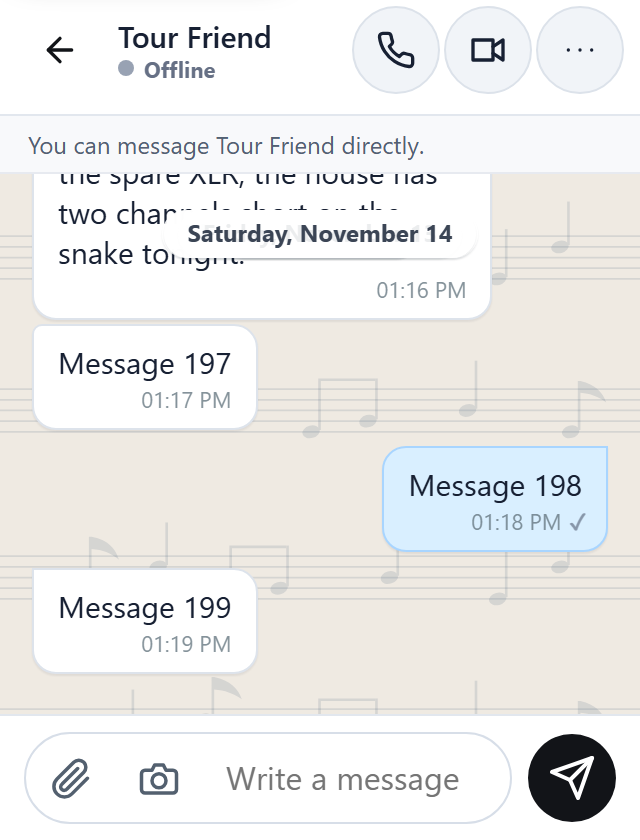 Tour Friend
Offline
You can message Tour Friend directly.
the spare XLR, the house has
two channels short on the
snake tonight.
Saturday, November 14
01:16 PM
Message 197
01:17 PM
Message 198
01:18 PM
Message 199
01:19 PM
Write a message